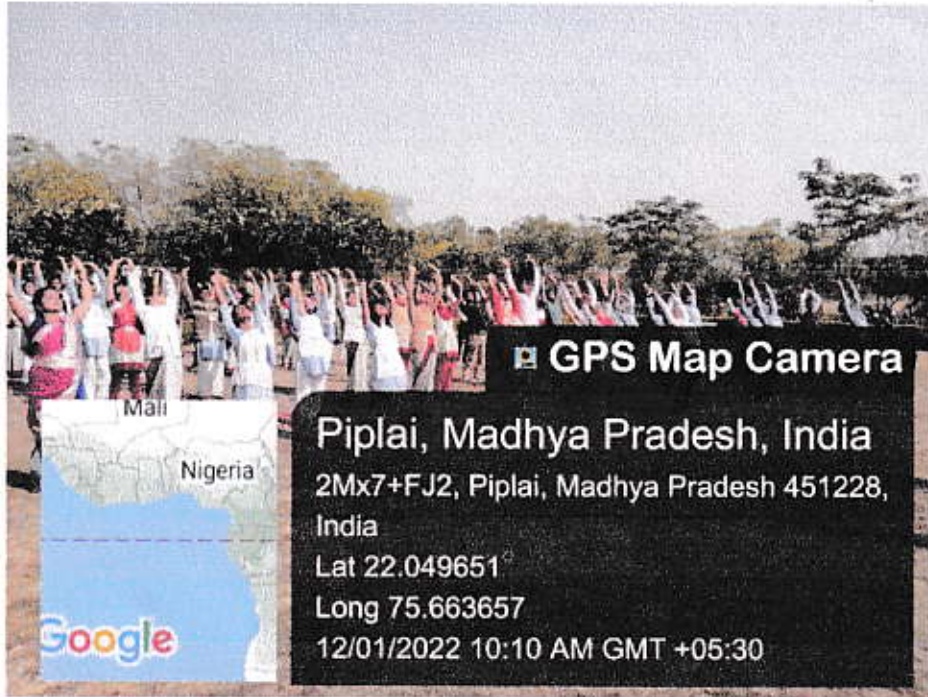 GPS Map Camera
Mali
Nigeria
Google
Piplai, Madhya Pradesh, India
2Mx7+FJ2, Piplai, Madhya Pradesh 451228,
India
Lat 22.049651°
Long 75.663657
12/01/2022 10:10 AM GMT +05:30